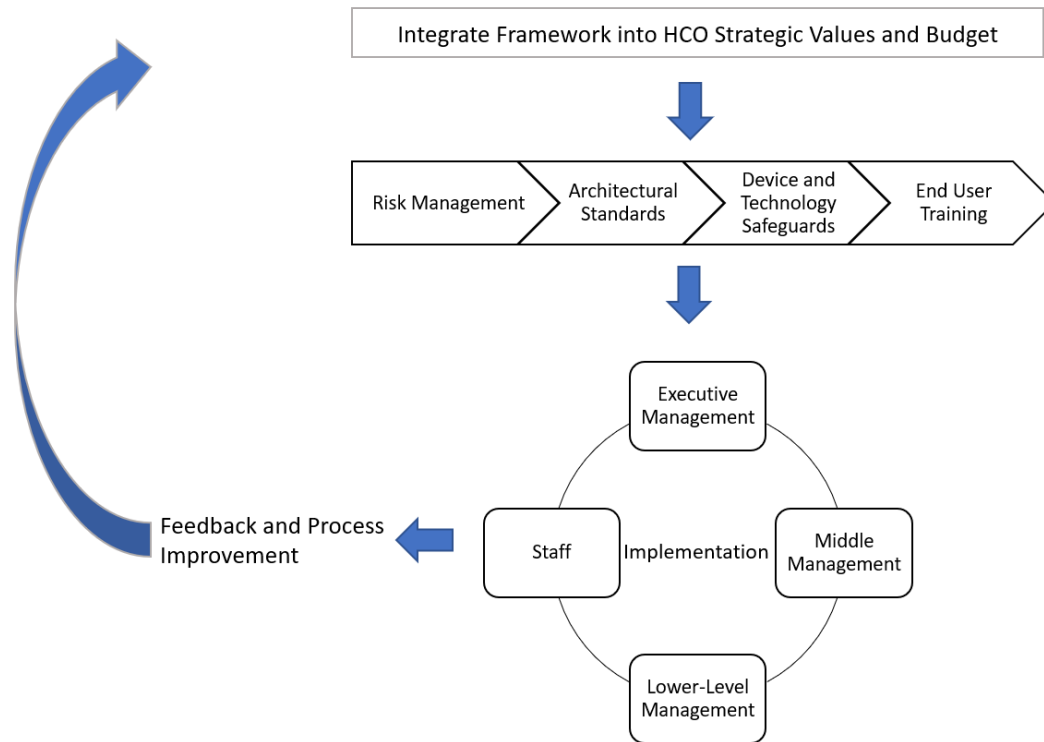 Integrate Framework into HCO Strategic Values and Budget
Risk Management
Architectural
Standards
Device and
Technology
Safeguards
End User
Training
Executive
Management
Middle
Management
Lower-Level
Management
Staff
Implementation
Feedback and Process
Improvement